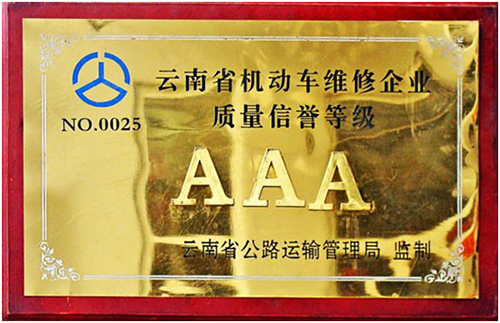 云南省机动车维修企业
NO.0025
质量信誉等级
AAA
云南省公路运输管理局 监制